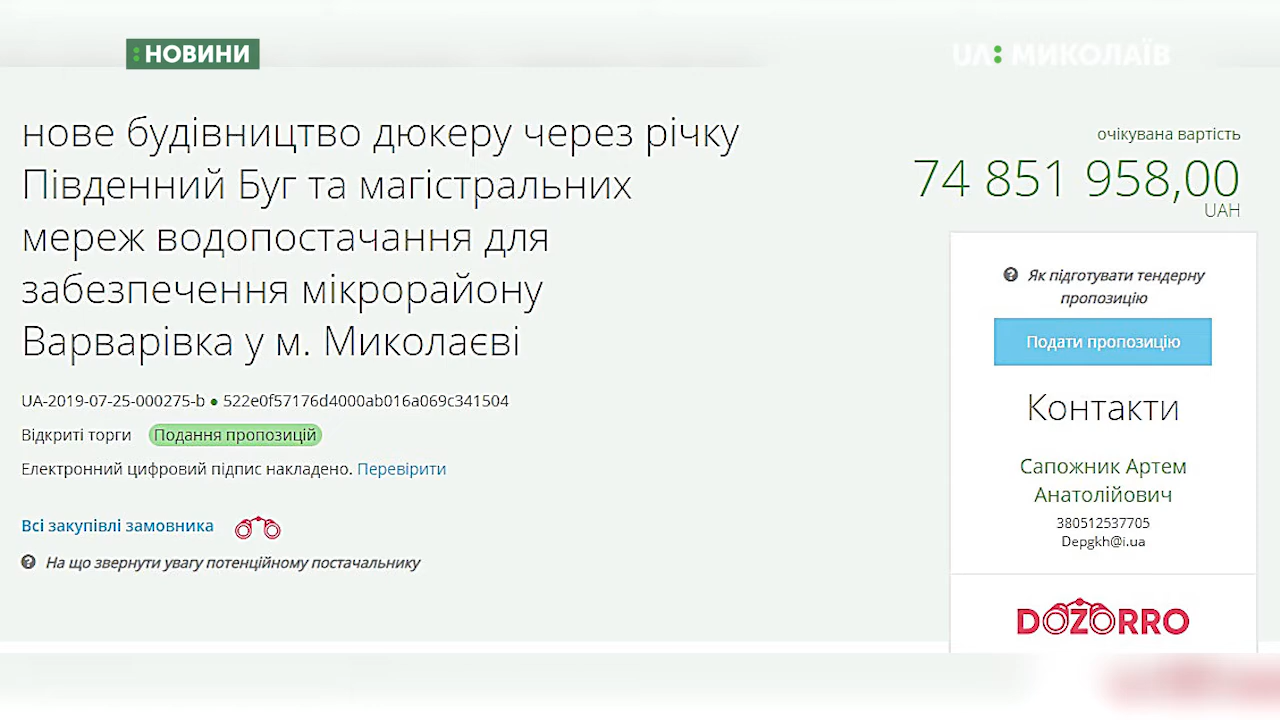 :НОВИНИ
UA: МИКОЛАЇВ
нове будівництво дюкеру через річку
Південний Буг та магістральних
мереж водопостачання для
забезпечення мікрорайону
Варварівка у м. Миколаєві
очікувана вартість
74 851 958,00
UAH
UA-2019-07-25-000275-b ● 522e0f57176d4000ab016a069c341504
Відкриті торги Подання пропозицій
Електронний цифровий підпис накладено. Перевірити
Всі закупівлі замовника
На що звернути увагу потенційному постачальнику
Як підготувати тендерну
пропозицію
Подати пропозицію
Контакти
Сапожник Артем
Анатолійович
380512537705
Depgkh@i.ua
DOZORRO